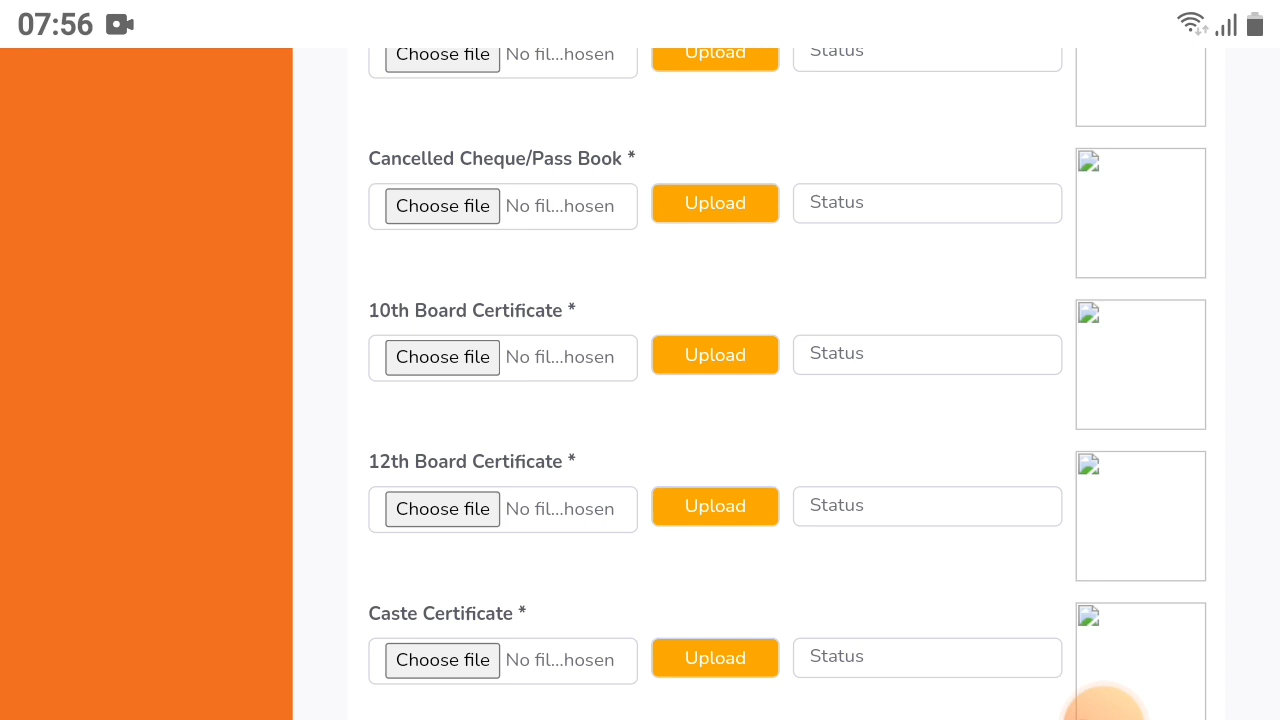 07:56
Choose file No fil...hosen Upload Status
Cancelled Cheque/Pass Book *
Choose file No fil...hosen Upload Status
10th Board Certificate *
Choose file No fil...hosen Upload Status
12th Board Certificate *
Choose file No fil...hosen Upload Status
Caste Certificate *
Choose file No fil...hosen Upload Status